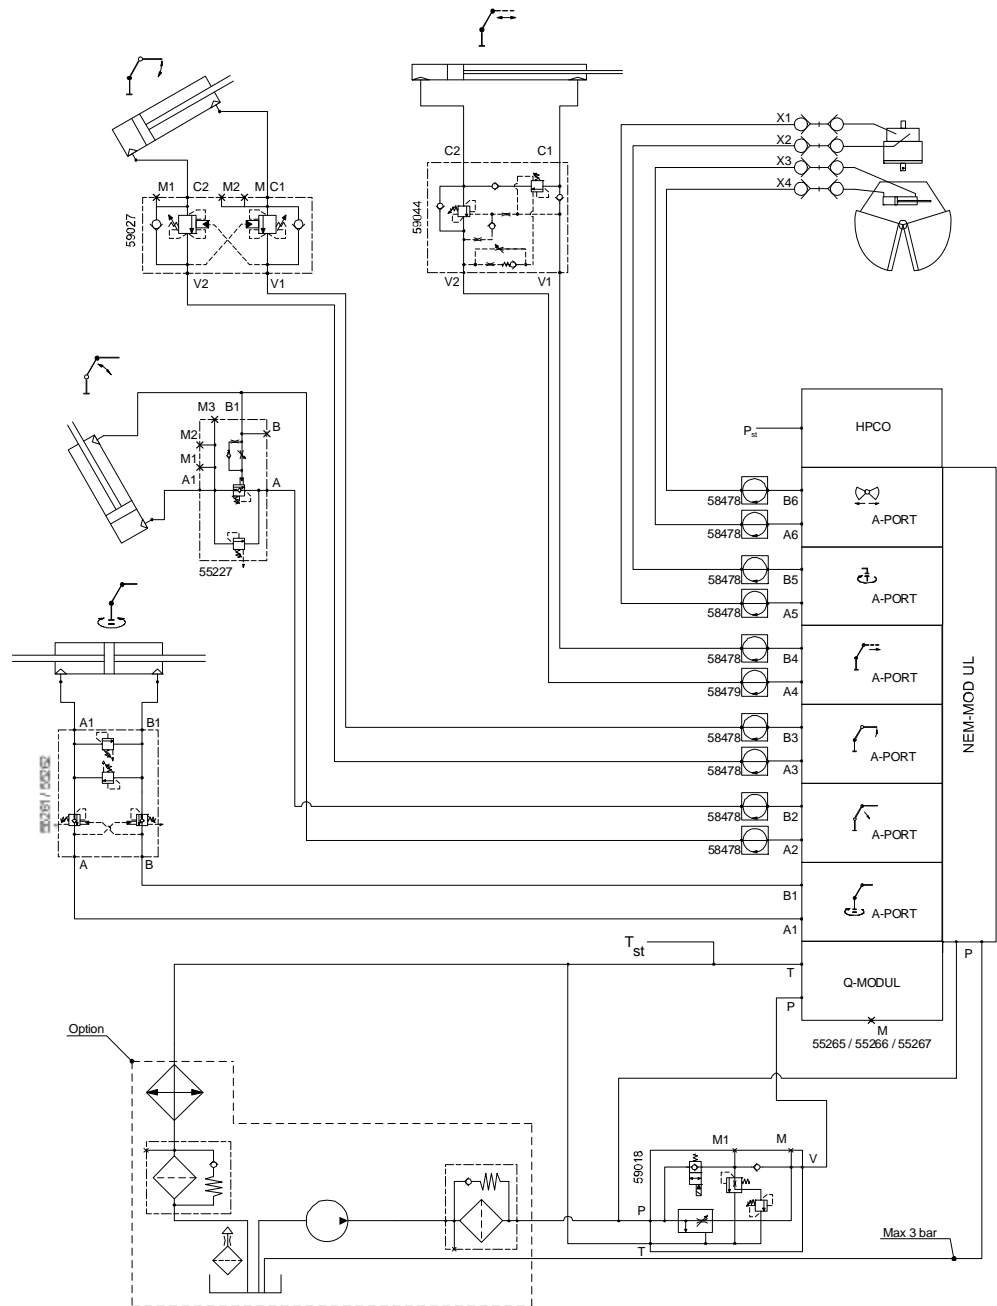 X1
X2
X3
X4
C2
C1
59044
V2
V1
M1
C2
M2
M
C1
59027
V2
V1
M3
B1
B
M2
M1
A1
A
55227
HPCO
Pst
58478
B6
A-PORT
58478
A6
58478
B5
A-PORT
58478
A5
58478
B4
A-PORT
58479
A4
58478
B3
A-PORT
58478
A3
58478
B2
A-PORT
58478
A2
B1
A-PORT
A1
NEM-MOD UL
A1
B1
55261 / 55262
A
B
Tst
T
P
P
Q-MODUL
M
55265 / 55266 / 55267
Option
59018
M1
M
V
P
T
Max 3 bar